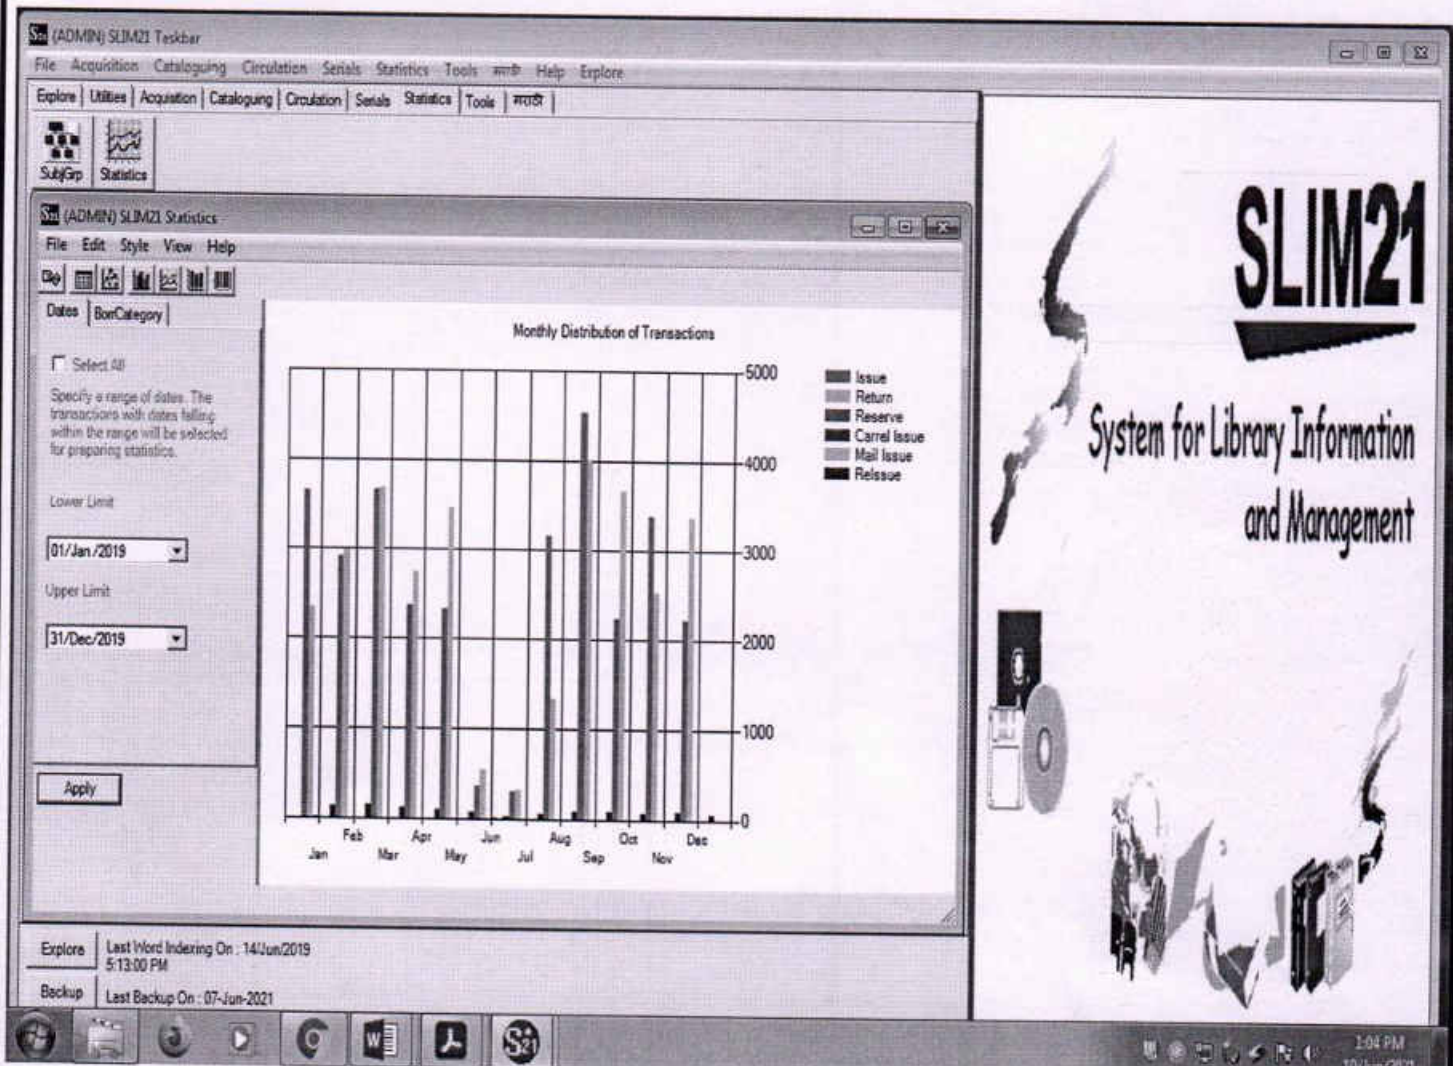 (ADMIN) SLIM21 Taskbar
File Acquisition Cataloguing Circulation Serials Statistics Tools मराठी Help Explore
Explore Utilities Acquisition Cataloguing Circulation Serials Statistics Tools मराठी
SubjGrp Statistics
(ADMIN) SLIM21 Statistics
File Edit Style View Help
Dates BorrCategory
Select All
Specify a range of dates. The
transactions with dates falling
within the range will be selected
for preparing statistics.
Lower Limit
01/Jan/2019
Upper Limit
31/Dec/2019
Apply
Monthly Distribution of Transactions
5000
4000
3000
2000
1000
0
Issue
Return
Reserve
Carrel Issue
Mail Issue
ReIssue
Feb Apr Jun Aug Oct Dec
Jan Mar May Jul Sep Nov
SLIM21
System for Library Information
and Management
Explore Last Word Indexing On : 14/Jun/2019
5:13:00 PM
Backup Last Backup On : 07-Jun-2021
S21
1:04 PM